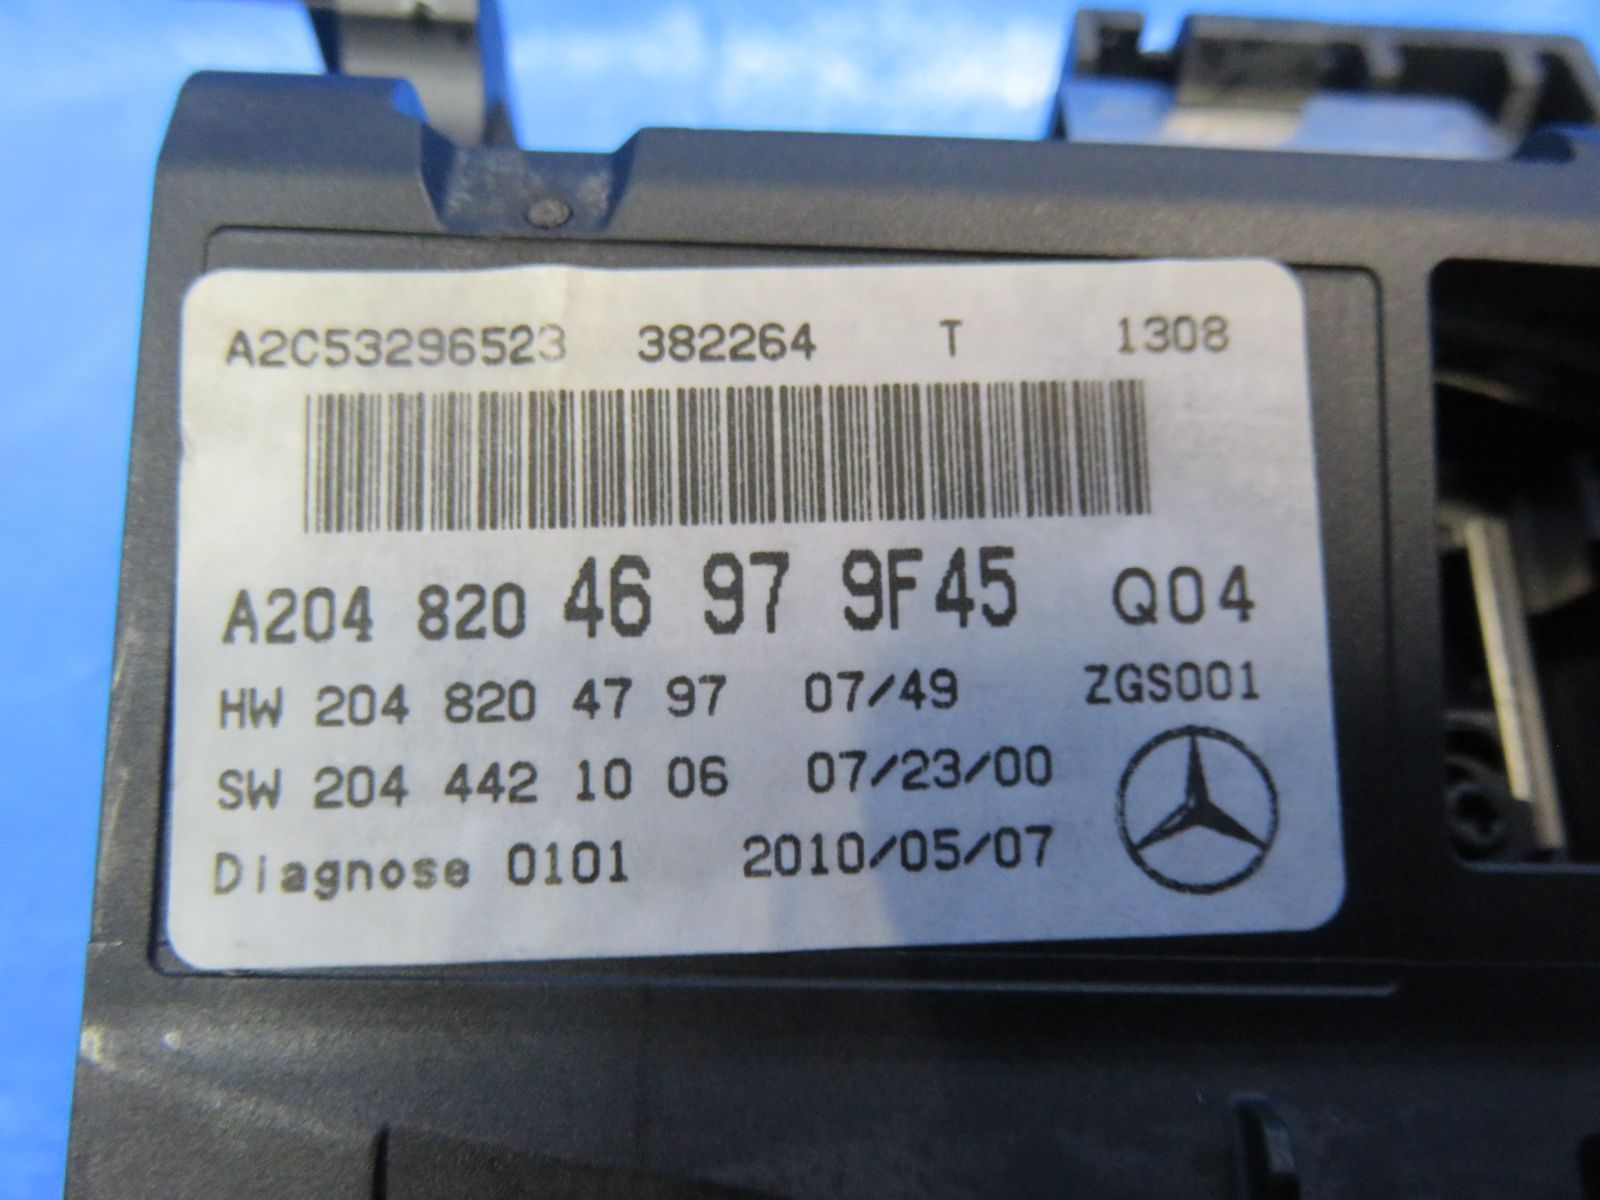 A2C53296523 382264 T 1308
A204 820 46 97 9F45 Q04
HW 204 820 47 97 07/49 ZGS001
SW 204 442 10 06 07/23/00
Diagnose 0101 2010/05/07